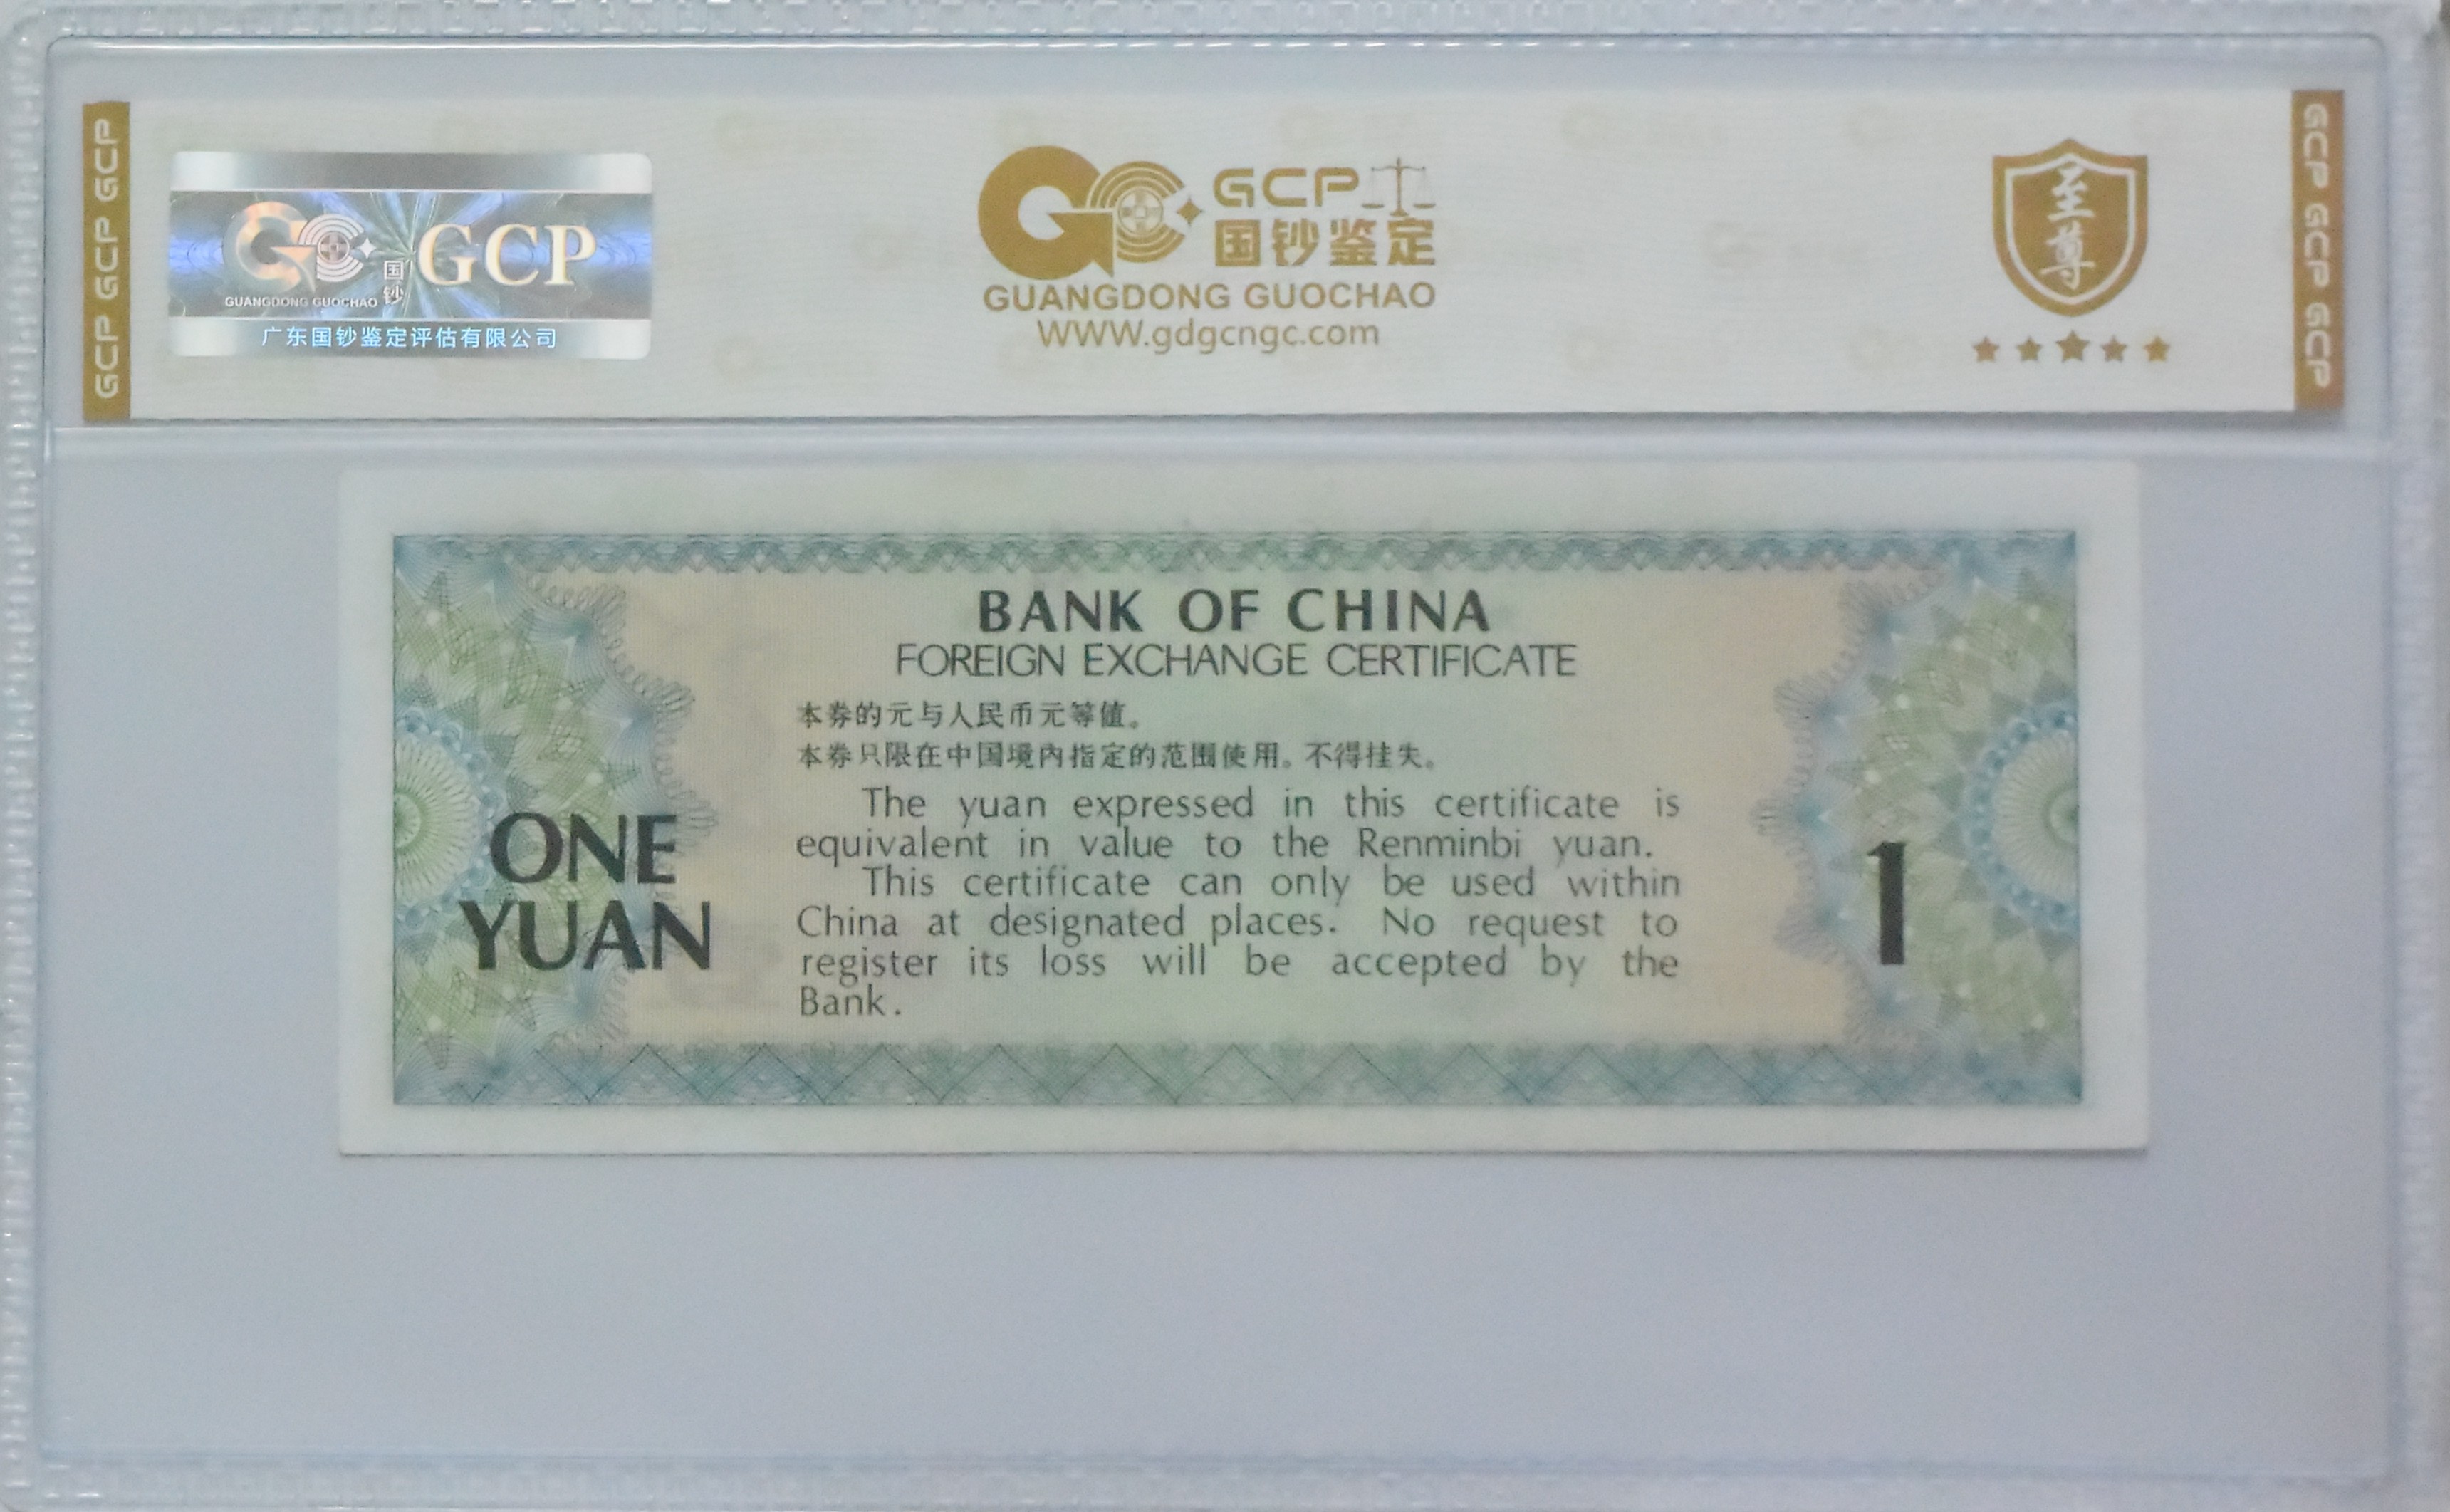 GCP GCP GCP
GUANGDONG GUOCHAO
国钞
GCP
广东国钞鉴定评估有限公司
GCP
国钞鉴定
GUANGDONG GUOCHAO
WWW.gdgcngc.com
至尊
GCP GCP GCP
BANK OF CHINA
FOREIGN EXCHANGE CERTIFICATE
本券的元与人民币元等值。
本券只限在中国境内指定的范围使用。不得挂失。
The yuan expressed in this certificate is
equivalent in value to the Renminbi yuan.
This certificate can only be used within
China at designated places. No request to
register its loss will be accepted by the
Bank.
ONE
YUAN
1